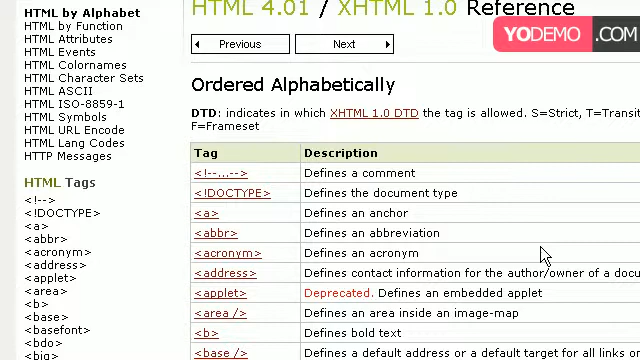 HTML by Alphabet
HTML by Function
HTML Attributes
HTML Events
HTML Colornames
HTML Character Sets
HTML ASCII
HTML ISO-8859-1
HTML Symbols
HTML URL Encode
HTML Lang Codes
HTTP Messages
HTML Tags
<!-->
<!DOCTYPE>
<a>
<abbr>
<acronym>
<address>
<applet>
<area>
<b>
<base>
<basefont>
<bdo>
<big>
HTML 4.01 / XHTML 1.0 Reference
YODEMO .COM
Previous
Next
Ordered Alphabetically
DTD: indicates in which XHTML 1.0 DTD the tag is allowed. S=Strict, T=Transit
F=Frameset
Tag Description
<!--...--> Defines a comment
<!DOCTYPE> Defines the document type
<a> Defines an anchor
<abbr> Defines an abbreviation
<acronym> Defines an acronym
<address> Defines contact information for the author/owner of a docu
<applet> Deprecated. Defines an embedded applet
<area /> Defines an area inside an image-map
<b> Defines bold text
<base /> Defines a default address or a default target for all links on